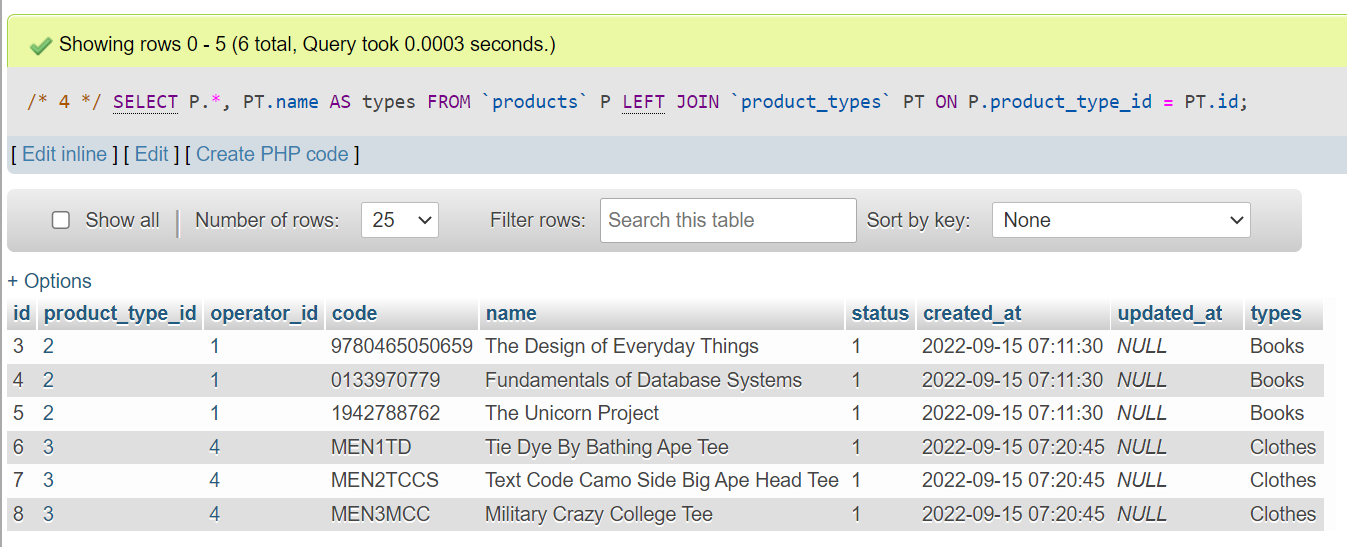 Showing rows 0 - 5 (6 total, Query took 0.0003 seconds.)
/* 4 */ SELECT P.*, PT.name AS types FROM `products` P LEFT JOIN `product_types` PT ON P.product_type_id = PT.id;
[ Edit inline ] [ Edit ] [ Create PHP code ]
Show all | Number of rows: 25 Filter rows: Search this table Sort by key: None
+ Options
id product_type_id operator_id code name status created_at updated_at types
3 2 1 9780465050659 The Design of Everyday Things 1 2022-09-15 07:11:30 NULL Books
4 2 1 0133970779 Fundamentals of Database Systems 1 2022-09-15 07:11:30 NULL Books
5 2 1 1942788762 The Unicorn Project 1 2022-09-15 07:11:30 NULL Books
6 3 4 MEN1TD Tie Dye By Bathing Ape Tee 1 2022-09-15 07:20:45 NULL Clothes
7 3 4 MEN2TCCS Text Code Camo Side Big Ape Head Tee 1 2022-09-15 07:20:45 NULL Clothes
8 3 4 MEN3MCC Military Crazy College Tee 1 2022-09-15 07:20:45 NULL Clothes